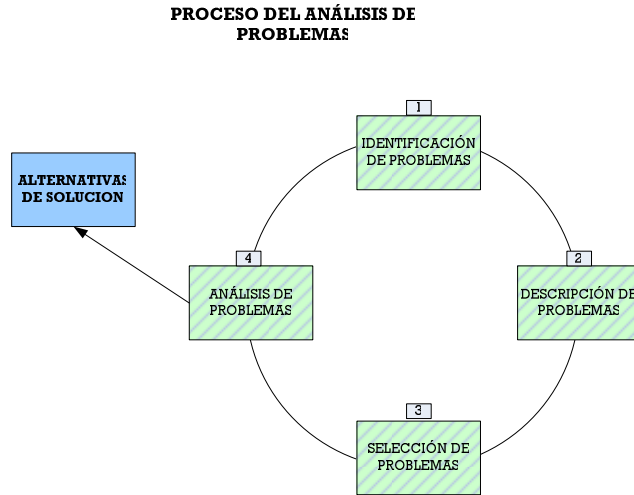 PROCESO DEL ANÁLISIS DE
PROBLEMAS
1
IDENTIFICACIÓN
DE PROBLEMAS
ALTERNATIVAS
DE SOLUCION
4
ANÁLISIS DE
PROBLEMAS
2
DESCRIPCIÓN DE
PROBLEMAS
3
SELECCIÓN DE
PROBLEMAS